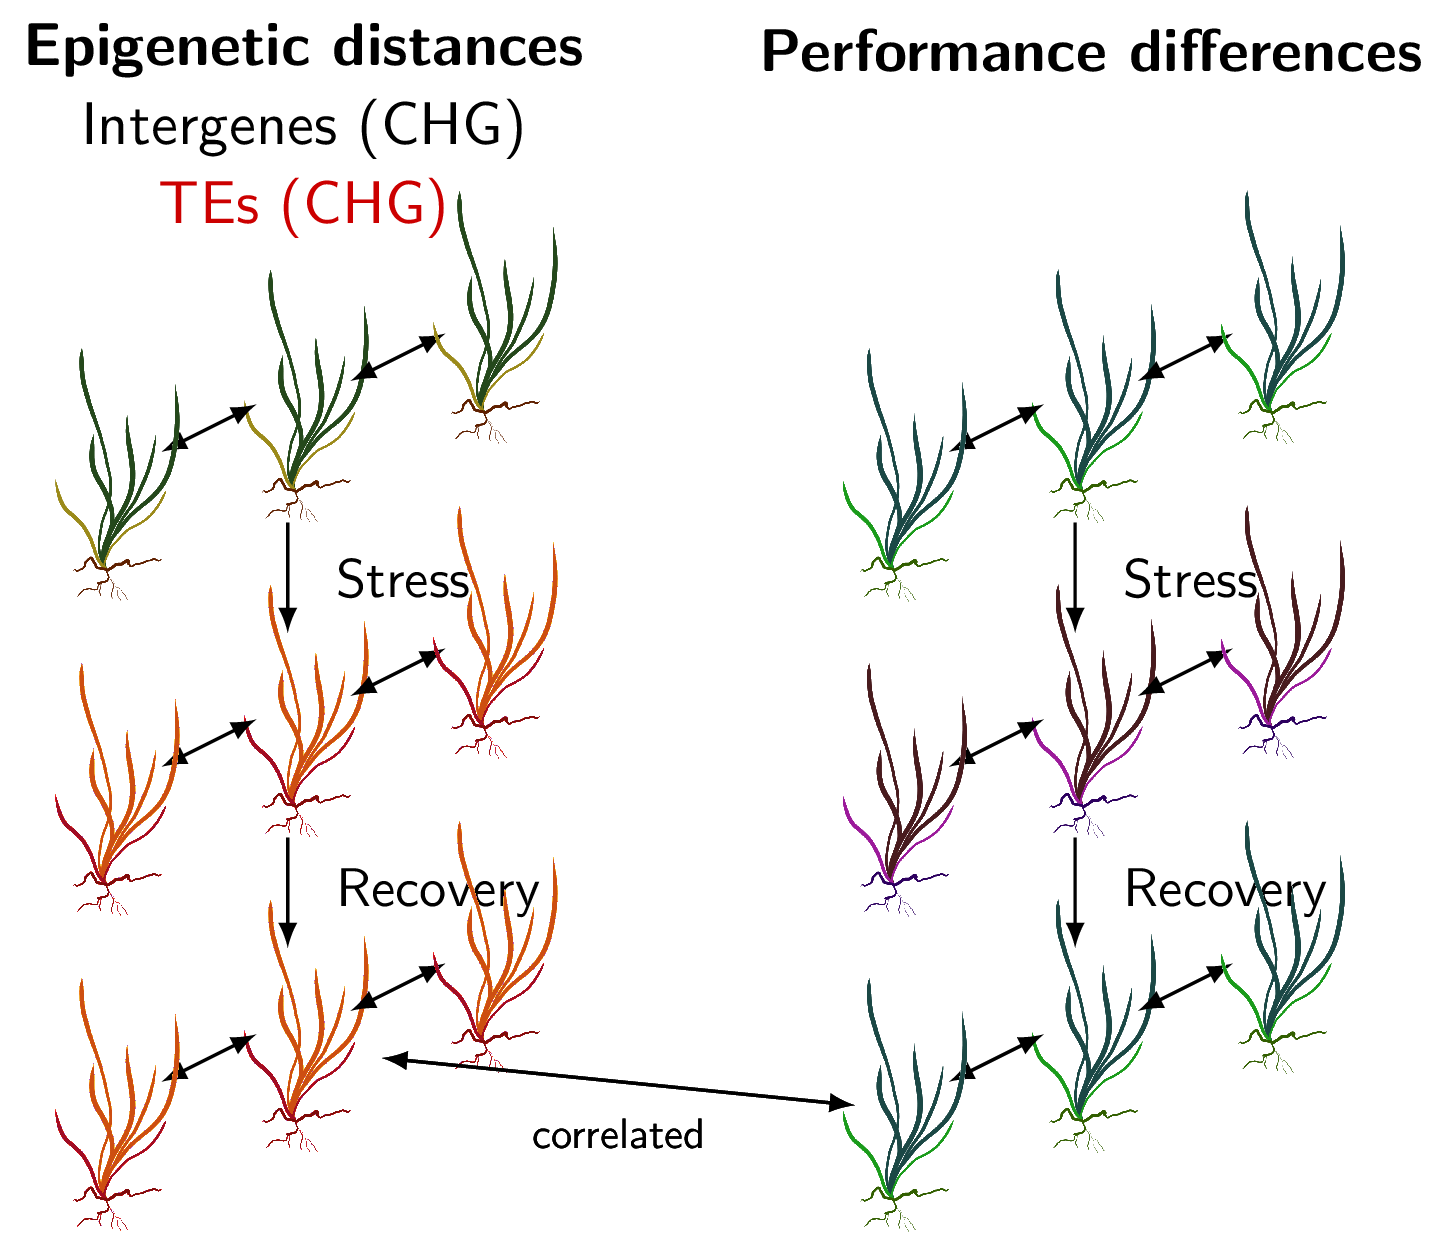 Epigenetic distances
Performance differences
Intergenes (CHG)
TEs (CHG)
Stress
Stress
Recovery
Recovery
correlated